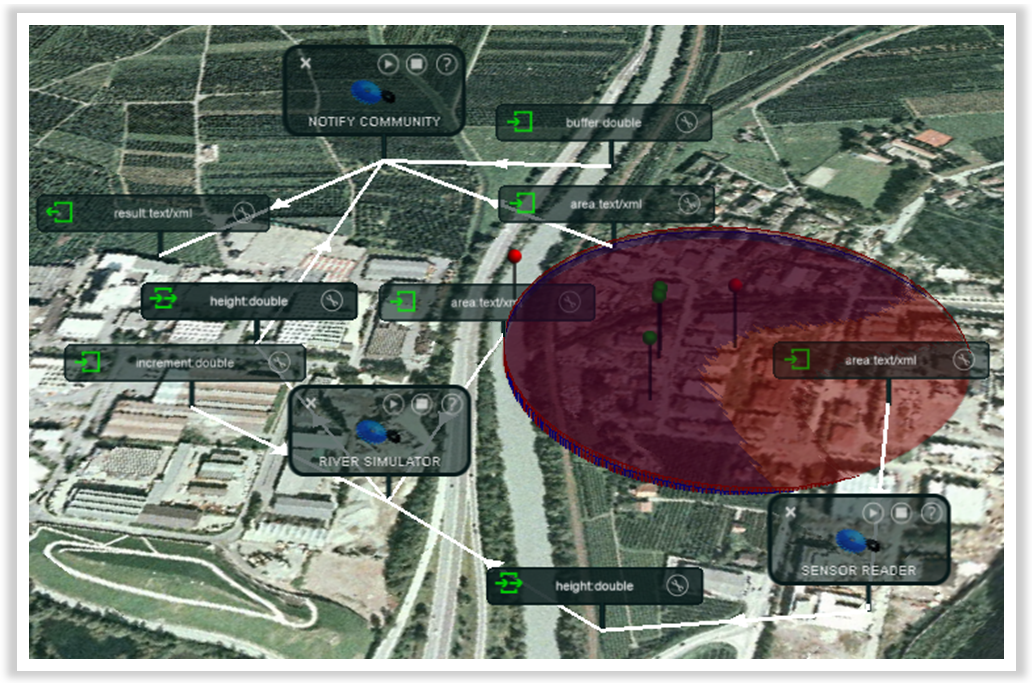 NOTIFY COMMUNITY
buffer:double
result:text/xml
area:text/xml
height:double
area:text/xml
increment:double
area:text/xml
RIVER SIMULATOR
SENSOR READER
height:double